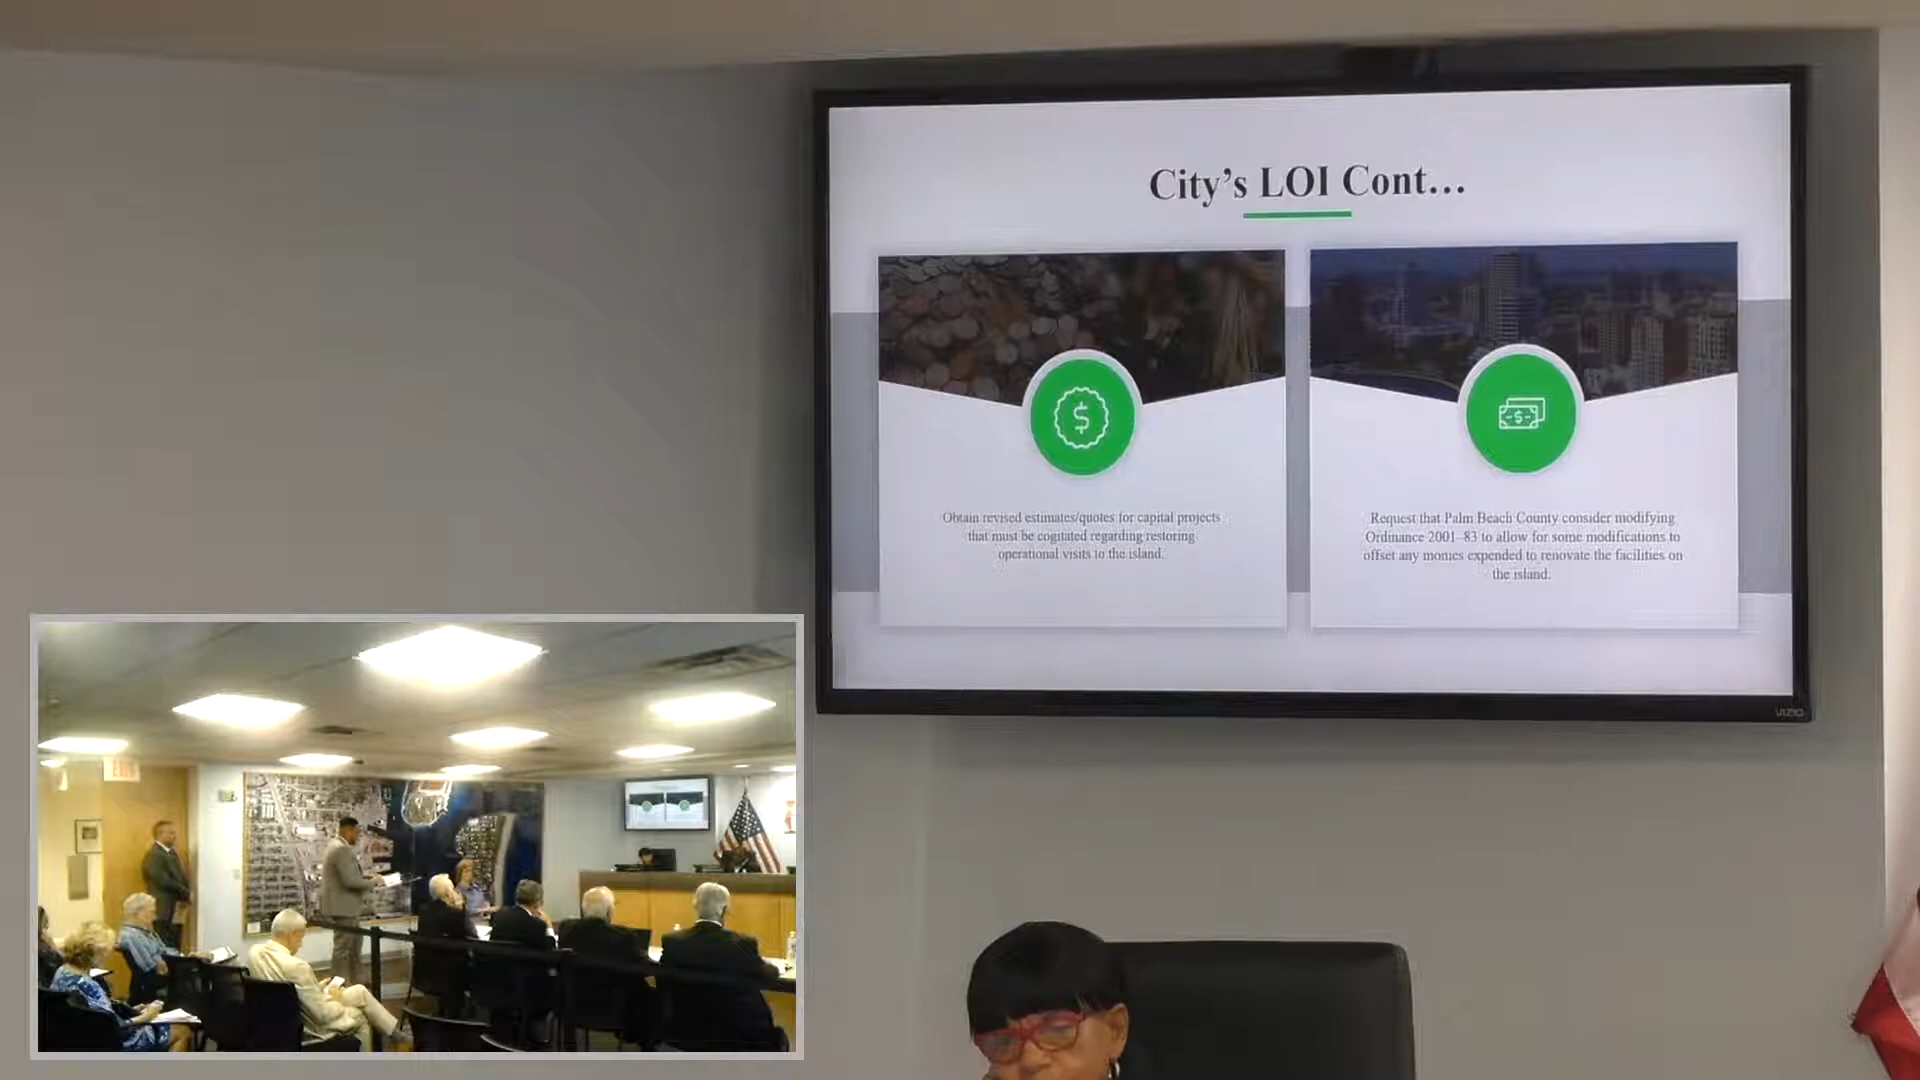 City's LOI Cont...
Obtain revised estimates/quotes for capital projects
that must be cogitated regarding restoring
operational visits to the island.
Request that Palm Beach County consider modifying
Ordinance 2001-83 to allow for some modifications to
offset any monies expended to renovate the facilities on
the island.
VIZIO
EXIT